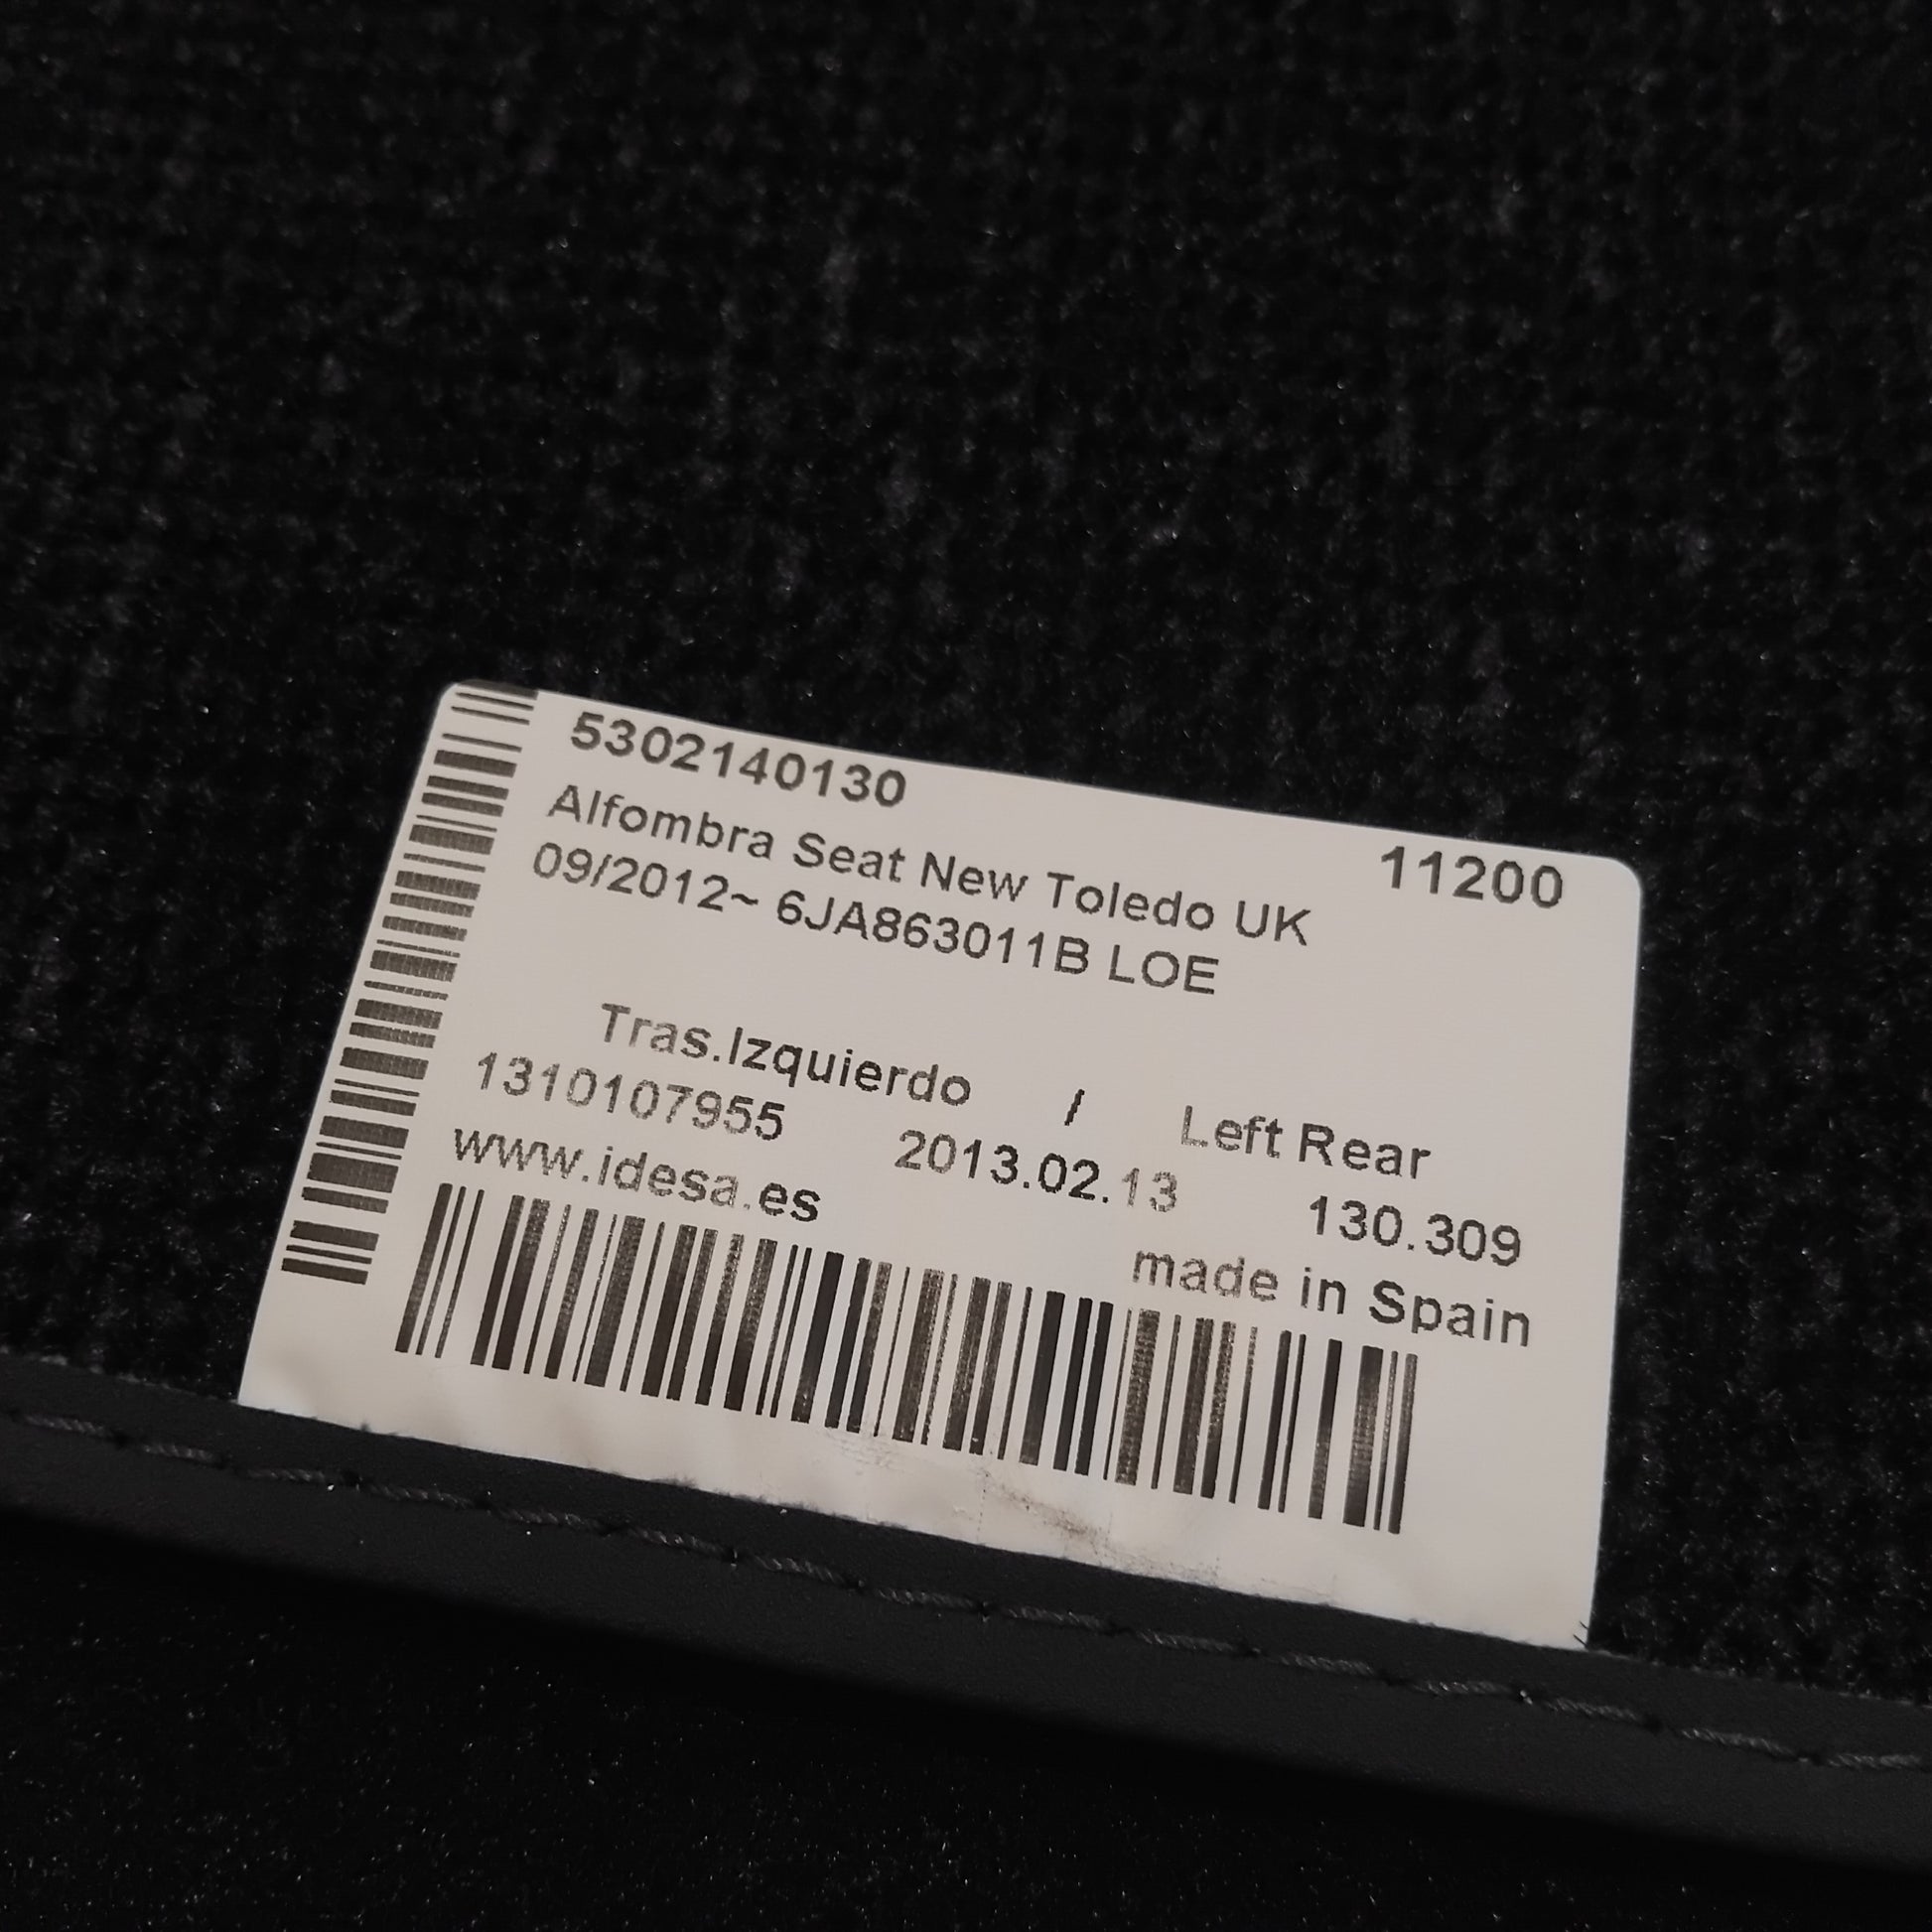 5302140130
11200
Alfombra Seat New Toledo UK
09/2012~ 6JA863011B LOE
Tras.Izquierdo / Left Rear
1310107955 2013.02.13 130.309
www.idesa.es made in Spain